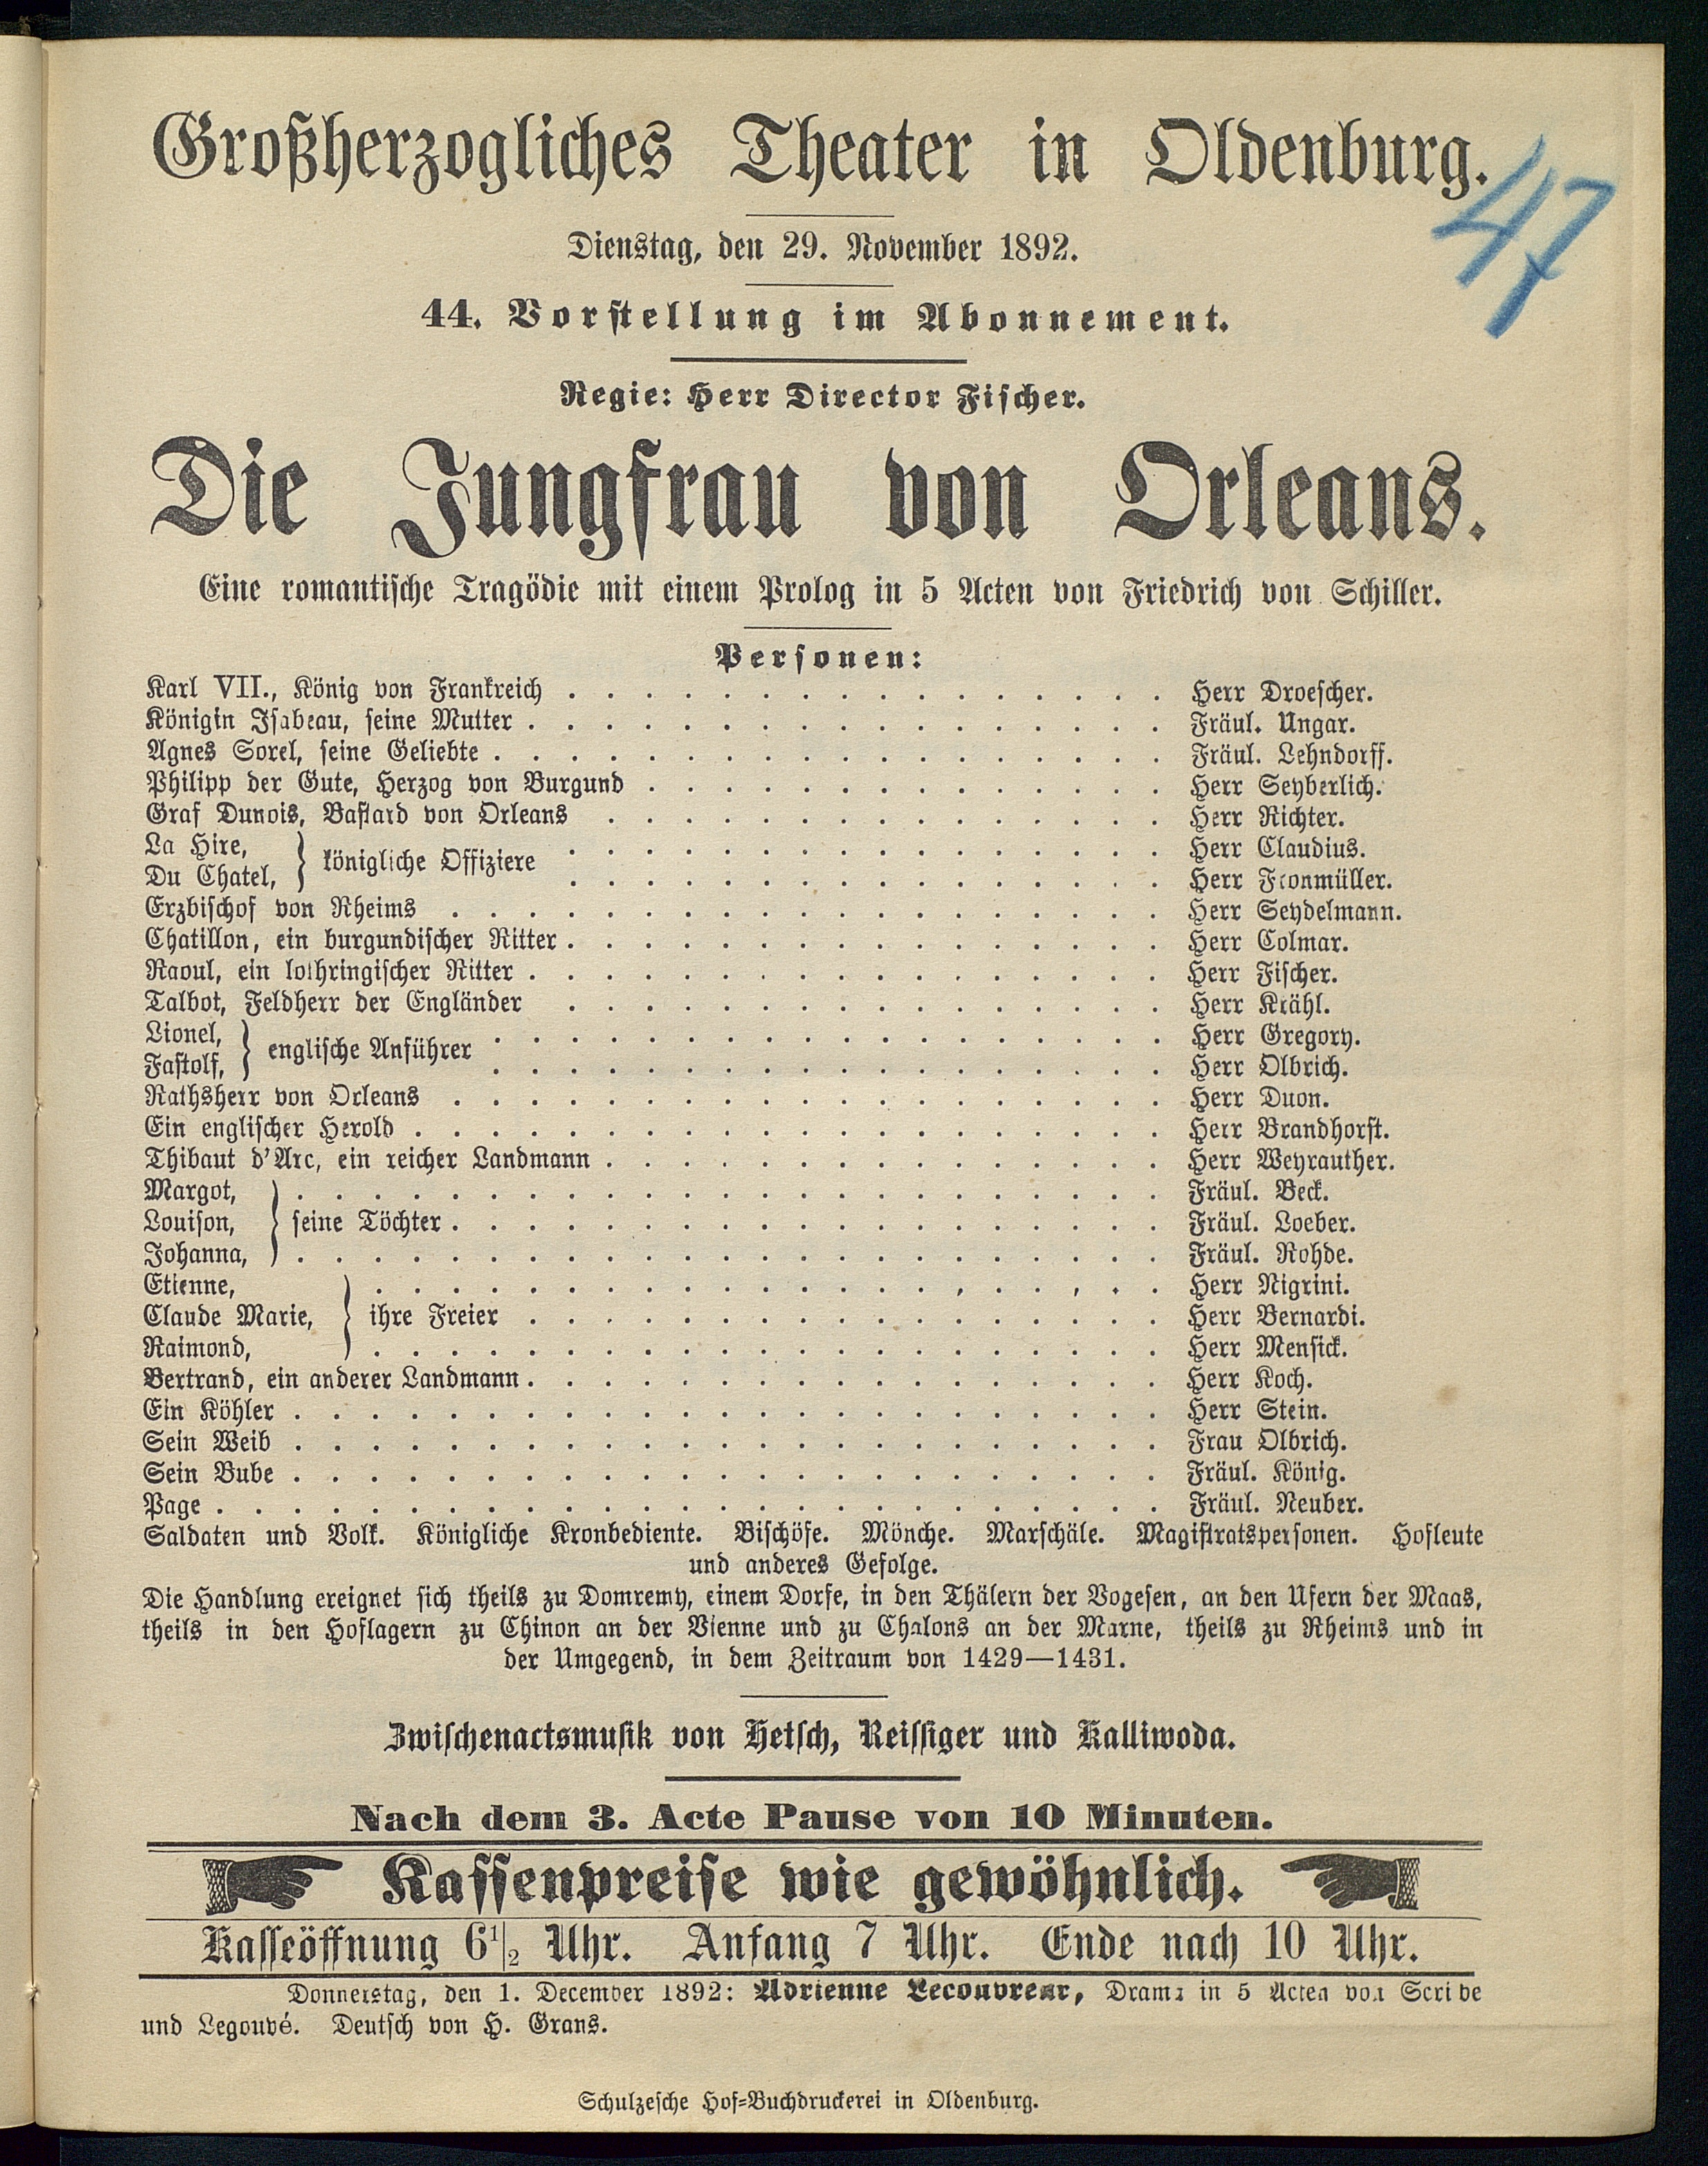 Großherzogliches Theater in Oldenburg.
47
Dienstag, den 29. November 1892.
44. Vorstellung im Abonnement.
Regie: Herr Director Fischer.
Die Jungfrau von Orleans.
Eine romantische Tragödie mit einem Prolog in 5 Acten von Friedrich von Schiller.
Personen:
Karl VII., König von Frankreich . . . . . . . . . . . . . . . . Herr Droescher.
Königin Isabeau, seine Mutter . . . . . . . . . . . . . . . . . Fräul. Ungar.
Agnes Sorel, seine Geliebte . . . . . . . . . . . . . . . . . . Fräul. Lehndorff.
Philipp der Gute, Herzog von Burgund . . . . . . . . . . . . . . Herr Seyberlich.
Graf Dunois, Bastard von Orleans . . . . . . . . . . . . . . . Herr Richter.
La Hire, } königliche Offiziere . . . . . . . . . . . . . . . . Herr Claudius.
Du Chatel, } . . . . . . . . . . . . . . . . Herr Fronmüller.
Erzbischof von Rheims . . . . . . . . . . . . . . . . . . . Herr Seydelmann.
Chatillon, ein burgundischer Ritter . . . . . . . . . . . . . . . . Herr Colmar.
Raoul, ein lothringischer Ritter . . . . . . . . . . . . . . . . . Herr Fischer.
Talbot, Feldherr der Engländer . . . . . . . . . . . . . . . . Herr Krähl.
Lionel, } englische Anführer . . . . . . . . . . . . . . . . . . Herr Gregory.
Fastolf, } . . . . . . . . . . . . . . . . . . Herr Olbrich.
Rathsherr von Orleans . . . . . . . . . . . . . . . . . . . Herr Duon.
Ein englischer Herold . . . . . . . . . . . . . . . . . . . . Herr Brandhorst.
Thibaut d'Arc, ein reicher Landmann . . . . . . . . . . . . . . . Herr Weyrauther.
Margot, . . . . . . . . . . . . . . . . . . . . . . . Fräul. Beck.
Louison, } seine Töchter . . . . . . . . . . . . . . . . . . . Fräul. Loeber.
Johanna, . . . . . . . . . . . . . . . . . . . . . . . Fräul. Rohde.
Etienne, . . . . . . . . . . . . . . . . . . . . . Herr Nigrini.
Claude Marie, } ihre Freier . . . . . . . . . . . . . . . . . Herr Bernardi.
Raimond, . . . . . . . . . . . . . . . . . . . . . Herr Mensick.
Bertrand, ein anderer Landmann . . . . . . . . . . . . . . . . . Herr Koch.
Ein Köhler . . . . . . . . . . . . . . . . . . . . . . . Herr Stein.
Sein Weib . . . . . . . . . . . . . . . . . . . . . . . Frau Olbrich.
Sein Bube . . . . . . . . . . . . . . . . . . . . . . . Fräul. König.
Page . . . . . . . . . . . . . . . . . . . . . . . . . Fräul. Neuber.
Saldaten und Volk. Königliche Kronbediente. Bischöfe. Mönche. Marschäle. Magistratspersonen. Hofleute
und anderes Gefolge.
Die Handlung ereignet sich theils zu Domremy, einem Dorfe, in den Thälern der Vogesen, an den Ufern der Maas,
theils in den Hoflagern zu Chinon an der Vienne und zu Chalons an der Marne, theils zu Rheims und in
der Umgegend, in dem Zeitraum von 1429—1431.
Zwischenactsmusik von Hetsch, Reissiger und Kalliwoda.
Nach dem 3. Acte Pause von 10 Minuten.
Kassenpreise wie gewöhnlich.
Kasseöffnung 6 1/2 Uhr. Anfang 7 Uhr. Ende nach 10 Uhr.
Donnerstag, den 1. December 1892: Adrienne Lecouvrear, Drama in 5 Acten von Scribe
und Legouvé. Deutsch von H. Grans.
Schulzesche Hof-Buchdruckerei in Oldenburg.